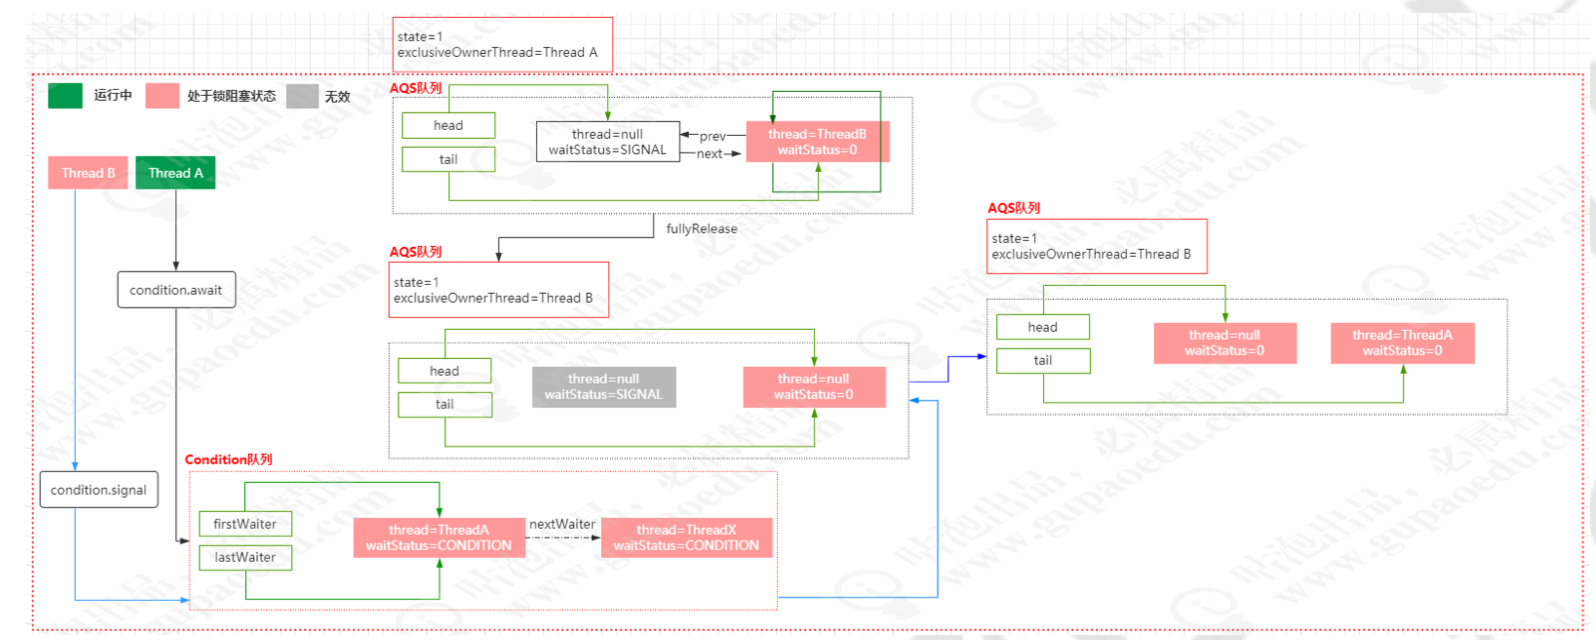 state=1
exclusiveOwnerThread=Thread A
运行中
处于锁阻塞状态
无效
AQS队列
head
tail
thread=null
waitStatus=SIGNAL
prev
next
thread=ThreadB
waitStatus=0
Thread B
Thread A
fullyRelease
condition.await
AQS队列
state=1
exclusiveOwnerThread=Thread B
head
tail
thread=null
waitStatus=SIGNAL
thread=null
waitStatus=0
AQS队列
state=1
exclusiveOwnerThread=Thread B
head
tail
thread=null
waitStatus=0
thread=ThreadA
waitStatus=0
condition.signal
Condition队列
firstWaiter
lastWaiter
thread=ThreadA
waitStatus=CONDITION
nextWaiter
thread=ThreadX
waitStatus=CONDITION
www.gupaoedu.com